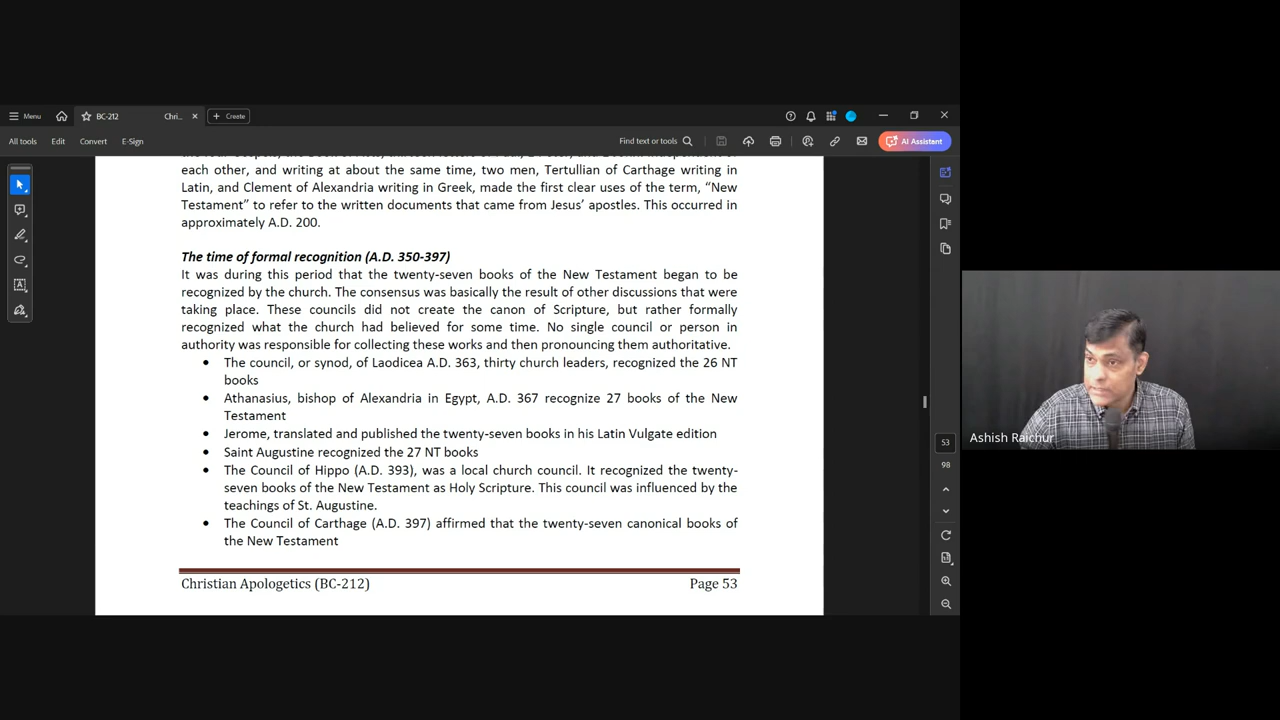 Menu
BC-212
Chri...
Create
All tools
Edit
Convert
E-Sign
Find text or tools
AI Assistant
each other, and writing at about the same time, two men, Tertullian of Carthage writing in
Latin, and Clement of Alexandria writing in Greek, made the first clear uses of the term, “New
Testament” to refer to the written documents that came from Jesus’ apostles. This occurred in
approximately A.D. 200.
The time of formal recognition (A.D. 350-397)
It was during this period that the twenty-seven books of the New Testament began to be
recognized by the church. The consensus was basically the result of other discussions that were
taking place. These councils did not create the canon of Scripture, but rather formally
recognized what the church had believed for some time. No single council or person in
authority was responsible for collecting these works and then pronouncing them authoritative.
• The council, or synod, of Laodicea A.D. 363, thirty church leaders, recognized the 26 NT
books
• Athanasius, bishop of Alexandria in Egypt, A.D. 367 recognize 27 books of the New
Testament
• Jerome, translated and published the twenty-seven books in his Latin Vulgate edition
• Saint Augustine recognized the 27 NT books
• The Council of Hippo (A.D. 393), was a local church council. It recognized the twenty-
seven books of the New Testament as Holy Scripture. This council was influenced by the
teachings of St. Augustine.
• The Council of Carthage (A.D. 397) affirmed that the twenty-seven canonical books of
the New Testament
Christian Apologetics (BC-212)
Page 53
53
98
Ashish Raichur